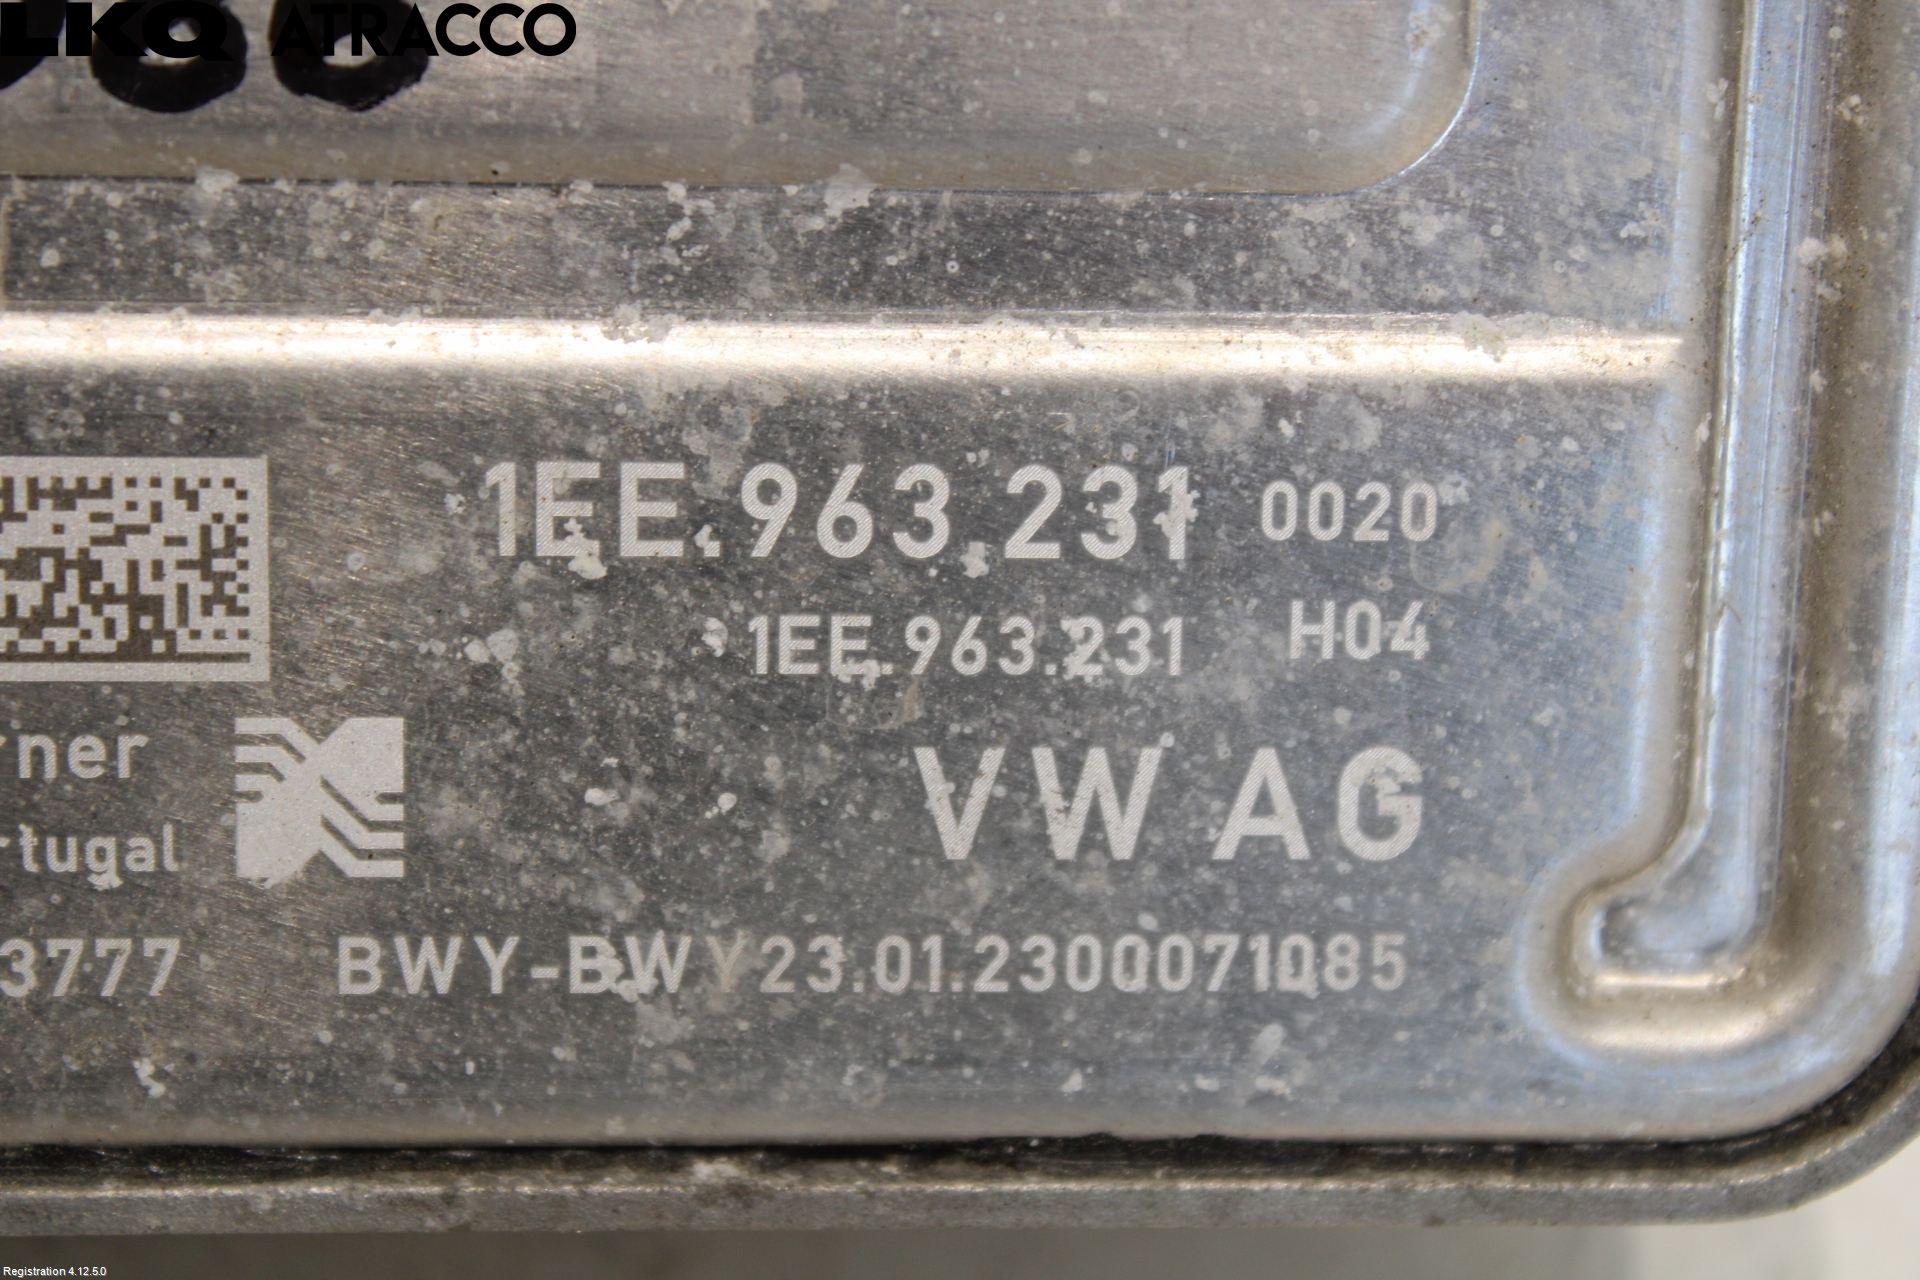 LKQ ATRACCO
1EE.963.231 0020
1EE.963.231 H04
rner
VW AG
rtugal
3777 BWY-BWY23.01.2300071085
Registration 4.12.5.0